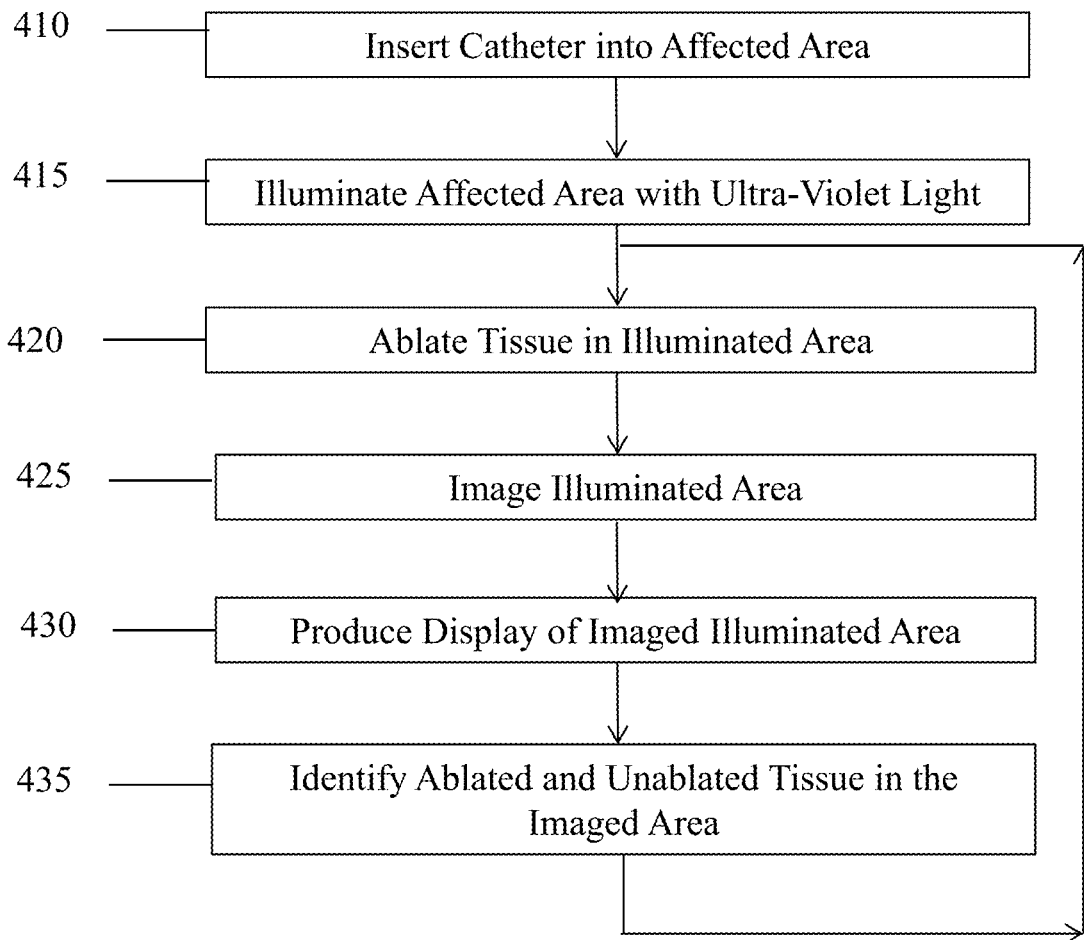 410
Insert Catheter into Affected Area
415
Illuminate Affected Area with Ultra-Violet Light
420
Ablate Tissue in Illuminated Area
425
Image Illuminated Area
430
Produce Display of Imaged Illuminated Area
435
Identify Ablated and Unablated Tissue in the
Imaged Area